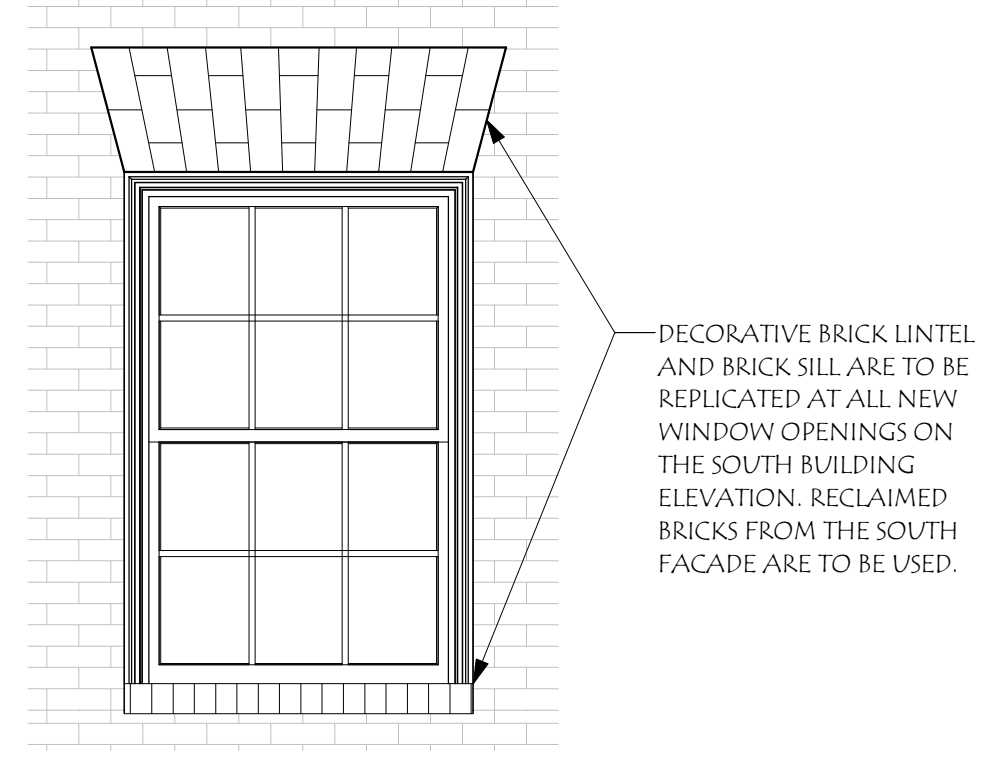 DECORATIVE BRICK LINTEL
AND BRICK SILL ARE TO BE
REPLICATED AT ALL NEW
WINDOW OPENINGS ON
THE SOUTH BUILDING
ELEVATION. RECLAIMED
BRICKS FROM THE SOUTH
FACADE ARE TO BE USED.